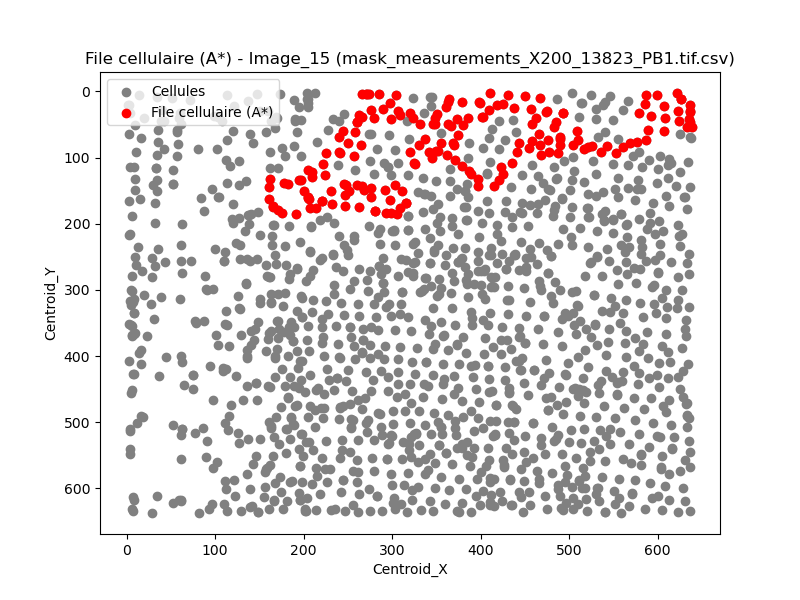 File cellulaire (A*) - Image_15 (mask_measurements_X200_13823_PB1.tif.csv)
Cellules
File cellulaire (A*)
Centroid_Y
0
100
200
300
400
500
600
0 100 200 300 400 500 600
Centroid_X